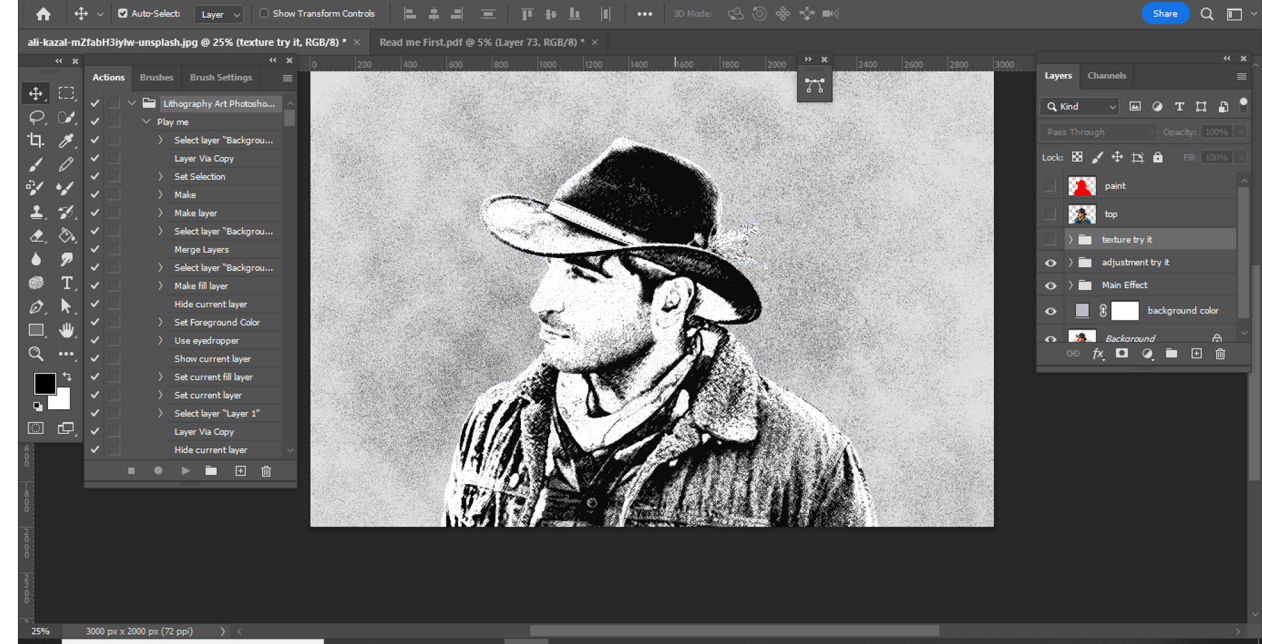 Auto-Select: Layer Show Transform Controls 3D Mode: Share
ali-kazal-mZfabH3iylw-unsplash.jpg @ 25% (texture try it, RGB/8) * × Read me First.pdf @ 5% (Layer 73, RGB/8) * ×
Actions Brushes Brush Settings
Lithography Art Photosho...
Play me
Select layer "Backgrou...
Layer Via Copy
Set Selection
Make
Make layer
Select layer "Backgrou...
Merge Layers
Select layer "Backgrou...
Make fill layer
Hide current layer
Set Foreground Color
Use eyedropper
Show current layer
Set current fill layer
Set current layer
Select layer "Layer 1"
Layer Via Copy
Hide current layer
0 200 400 600 800 1000 1200 1400 1600 1800 2000 2400 2600 2800 3000
Layers Channels
Kind
Pass Through Opacity: 100%
Lock: Fill: 100%
paint
top
texture try it
adjustment try it
Main Effect
background color
Background
fx
25% 3000 px x 2000 px (72 ppi)